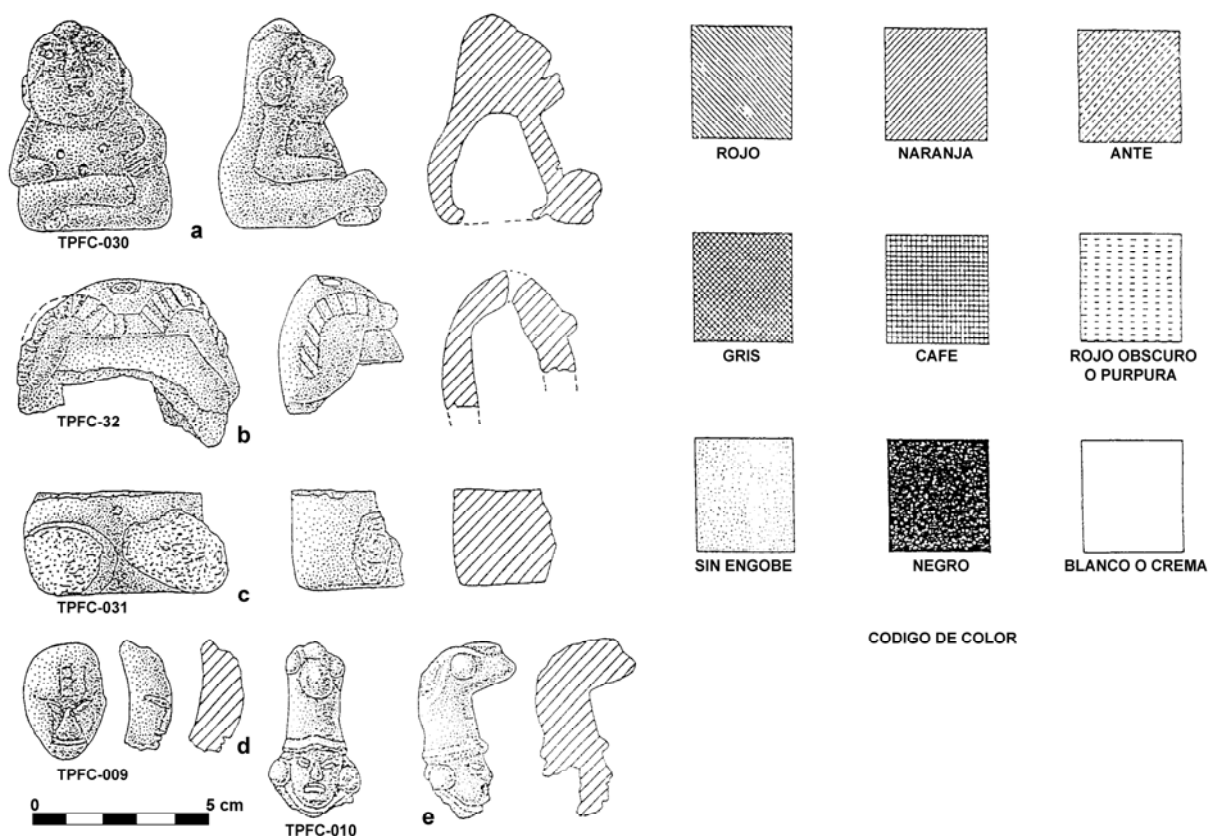 a
TPFC-030
TPFC-32
b
c
TPFC-031
d
TPFC-009
e
TPFC-010
0 5 cm
ROJO NARANJA ANTE
GRIS CAFE ROJO OBSCURO
O PURPURA
SIN ENGOBE NEGRO BLANCO O CREMA
CODIGO DE COLOR